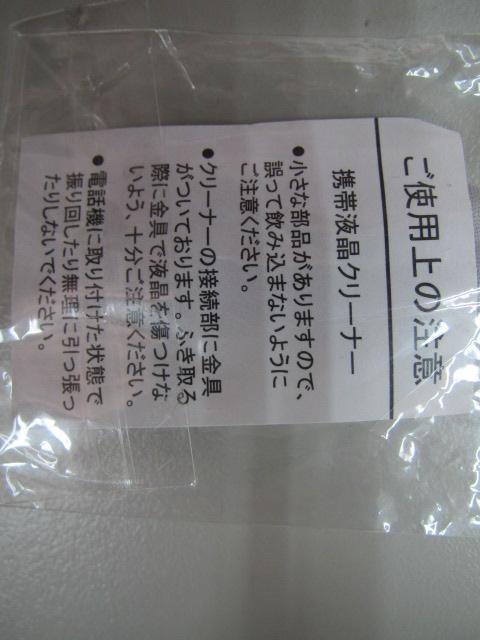 ご使用上の注意
携帯液晶クリーナー
●小さな部品がありますので、
誤って飲み込まないように
ご注意ください。
●クリーナーの接続部に金具
がついております。ふき取る
際に金具で液晶を傷つけな
いよう、十分ご注意ください。
●電話機に取り付けた状態で
振り回したり無理に引っ張っ
たりしないでください。